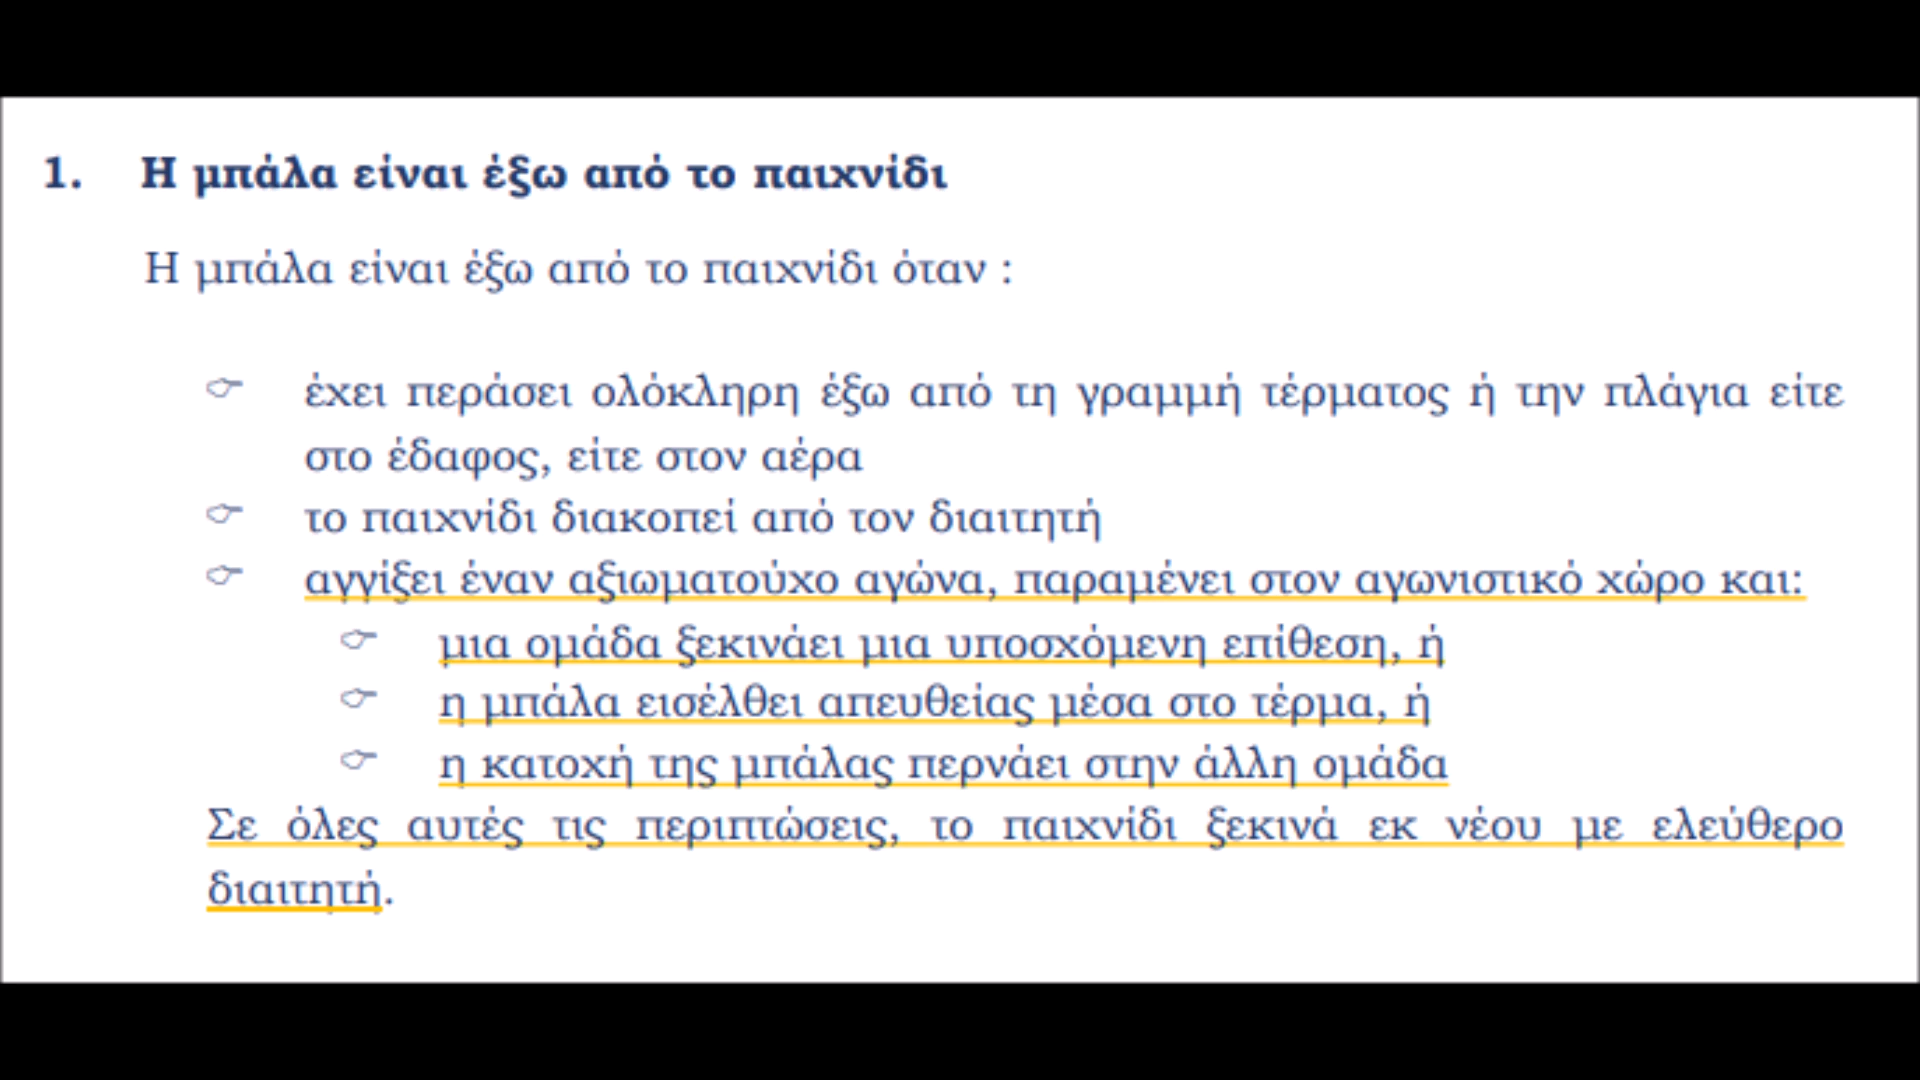 1. Η μπάλα είναι έξω από το παιχνίδι
Η μπάλα είναι έξω από το παιχνίδι όταν :
έχει περάσει ολόκληρη έξω από τη γραμμή τέρματος ή την πλάγια είτε
στο έδαφος, είτε στον αέρα
το παιχνίδι διακοπεί από τον διαιτητή
αγγίξει έναν αξιωματούχο αγώνα, παραμένει στον αγωνιστικό χώρο και:
μια ομάδα ξεκινάει μια υποσχόμενη επίθεση, ή
η μπάλα εισέλθει απευθείας μέσα στο τέρμα, ή
η κατοχή της μπάλας περνάει στην άλλη ομάδα
Σε όλες αυτές τις περιπτώσεις, το παιχνίδι ξεκινά εκ νέου με ελεύθερο
διαιτητή.